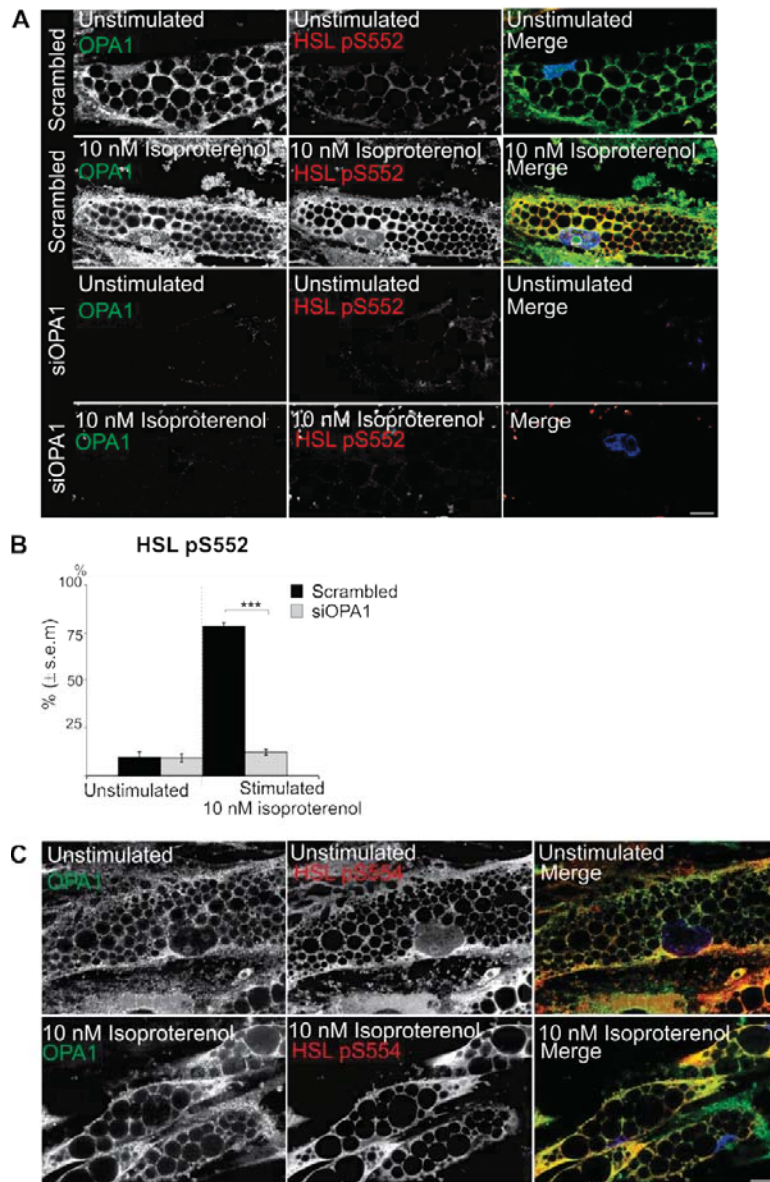 A
Unstimulated
OPA1
Unstimulated
HSL pS552
Unstimulated
Merge
Scrambled
10 nM Isoproterenol
OPA1
10 nM Isoproterenol
HSL pS552
10 nM Isoproterenol
Merge
Scrambled
Unstimulated
OPA1
Unstimulated
HSL pS552
Unstimulated
Merge
siOPA1
10 nM Isoproterenol
OPA1
10 nM Isoproterenol
HSL pS552
Merge
siOPA1
B
HSL pS552
%
100
75
50
25
% (± s.e.m)
***
Scrambled
siOPA1
Unstimulated
Stimulated
10 nM isoproterenol
C
Unstimulated
OPA1
Unstimulated
HSL pS554
Unstimulated
Merge
10 nM Isoproterenol
OPA1
10 nM Isoproterenol
HSL pS554
10 nM Isoproterenol
Merge